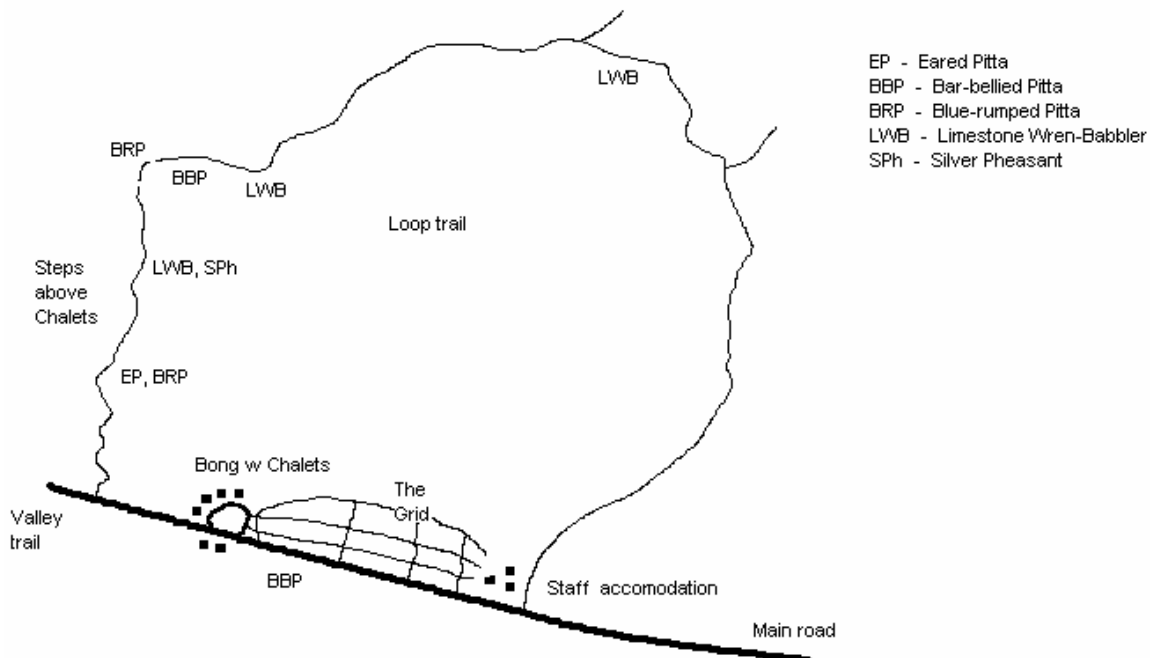 EP - Eared Pitta
BBP - Bar-bellied Pitta
BRP - Blue-rumped Pitta
LWB - Limestone Wren-Babbler
SPh - Silver Pheasant
LWB
BRP
BBP
LWB
Loop trail
Steps
above
Chalets
LWB, SPh
EP, BRP
Bong w Chalets
The
Grid
Valley
trail
BBP
Staff accomodation
Main road